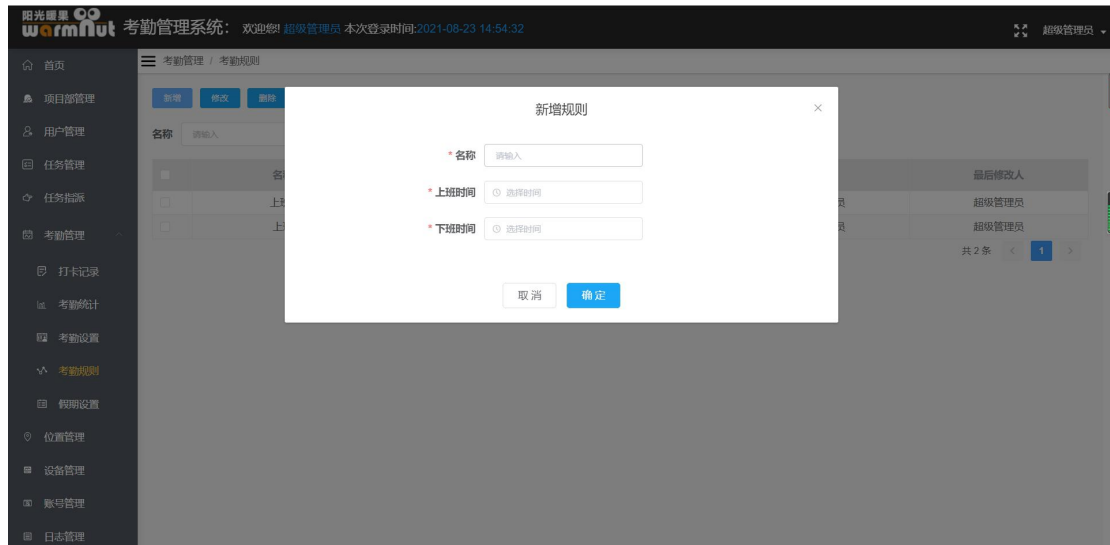 阳光暖果
warmnut 考勤管理系统： 欢迎您! 超级管理员 本次登录时间:2021-08-23 14:54:32 超级管理员
首页
考勤管理 / 考勤规则
项目部管理
新增 修改 删除
新增规则
用户管理
名称 请输入
* 名称 请输入
任务管理
最后修改人
任务指派
* 上班时间 选择时间
超级管理员
* 下班时间 选择时间
超级管理员
考勤管理
共 2 条 < 1 >
打卡记录
取消 确定
考勤统计
考勤设置
考勤规则
假期设置
位置管理
设备管理
账号管理
日志管理